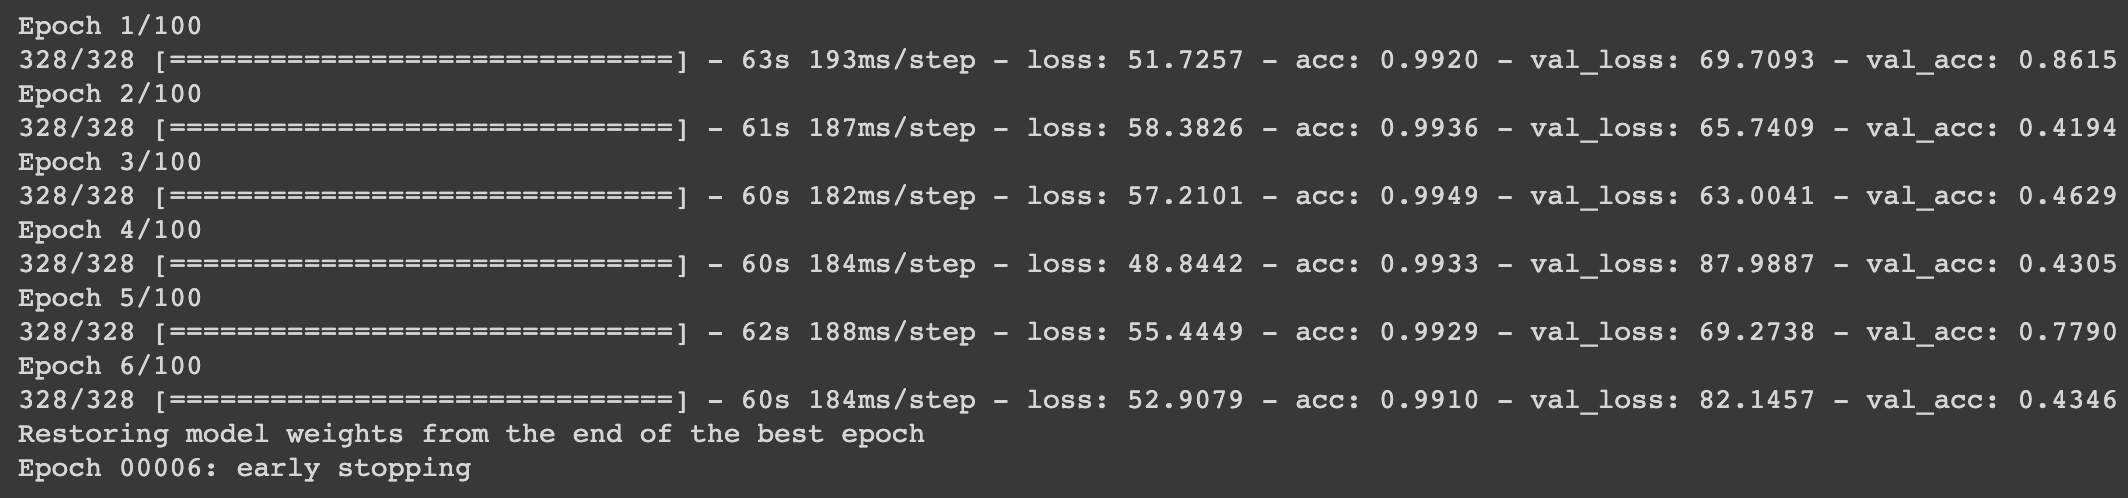 Epoch 1/100
328/328 [==============================] - 63s 193ms/step - loss: 51.7257 - acc: 0.9920 - val_loss: 69.7093 - val_acc: 0.8615
Epoch 2/100
328/328 [==============================] - 61s 187ms/step - loss: 58.3826 - acc: 0.9936 - val_loss: 65.7409 - val_acc: 0.4194
Epoch 3/100
328/328 [==============================] - 60s 182ms/step - loss: 57.2101 - acc: 0.9949 - val_loss: 63.0041 - val_acc: 0.4629
Epoch 4/100
328/328 [==============================] - 60s 184ms/step - loss: 48.8442 - acc: 0.9933 - val_loss: 87.9887 - val_acc: 0.4305
Epoch 5/100
328/328 [==============================] - 62s 188ms/step - loss: 55.4449 - acc: 0.9929 - val_loss: 69.2738 - val_acc: 0.7790
Epoch 6/100
328/328 [==============================] - 60s 184ms/step - loss: 52.9079 - acc: 0.9910 - val_loss: 82.1457 - val_acc: 0.4346
Restoring model weights from the end of the best epoch
Epoch 00006: early stopping